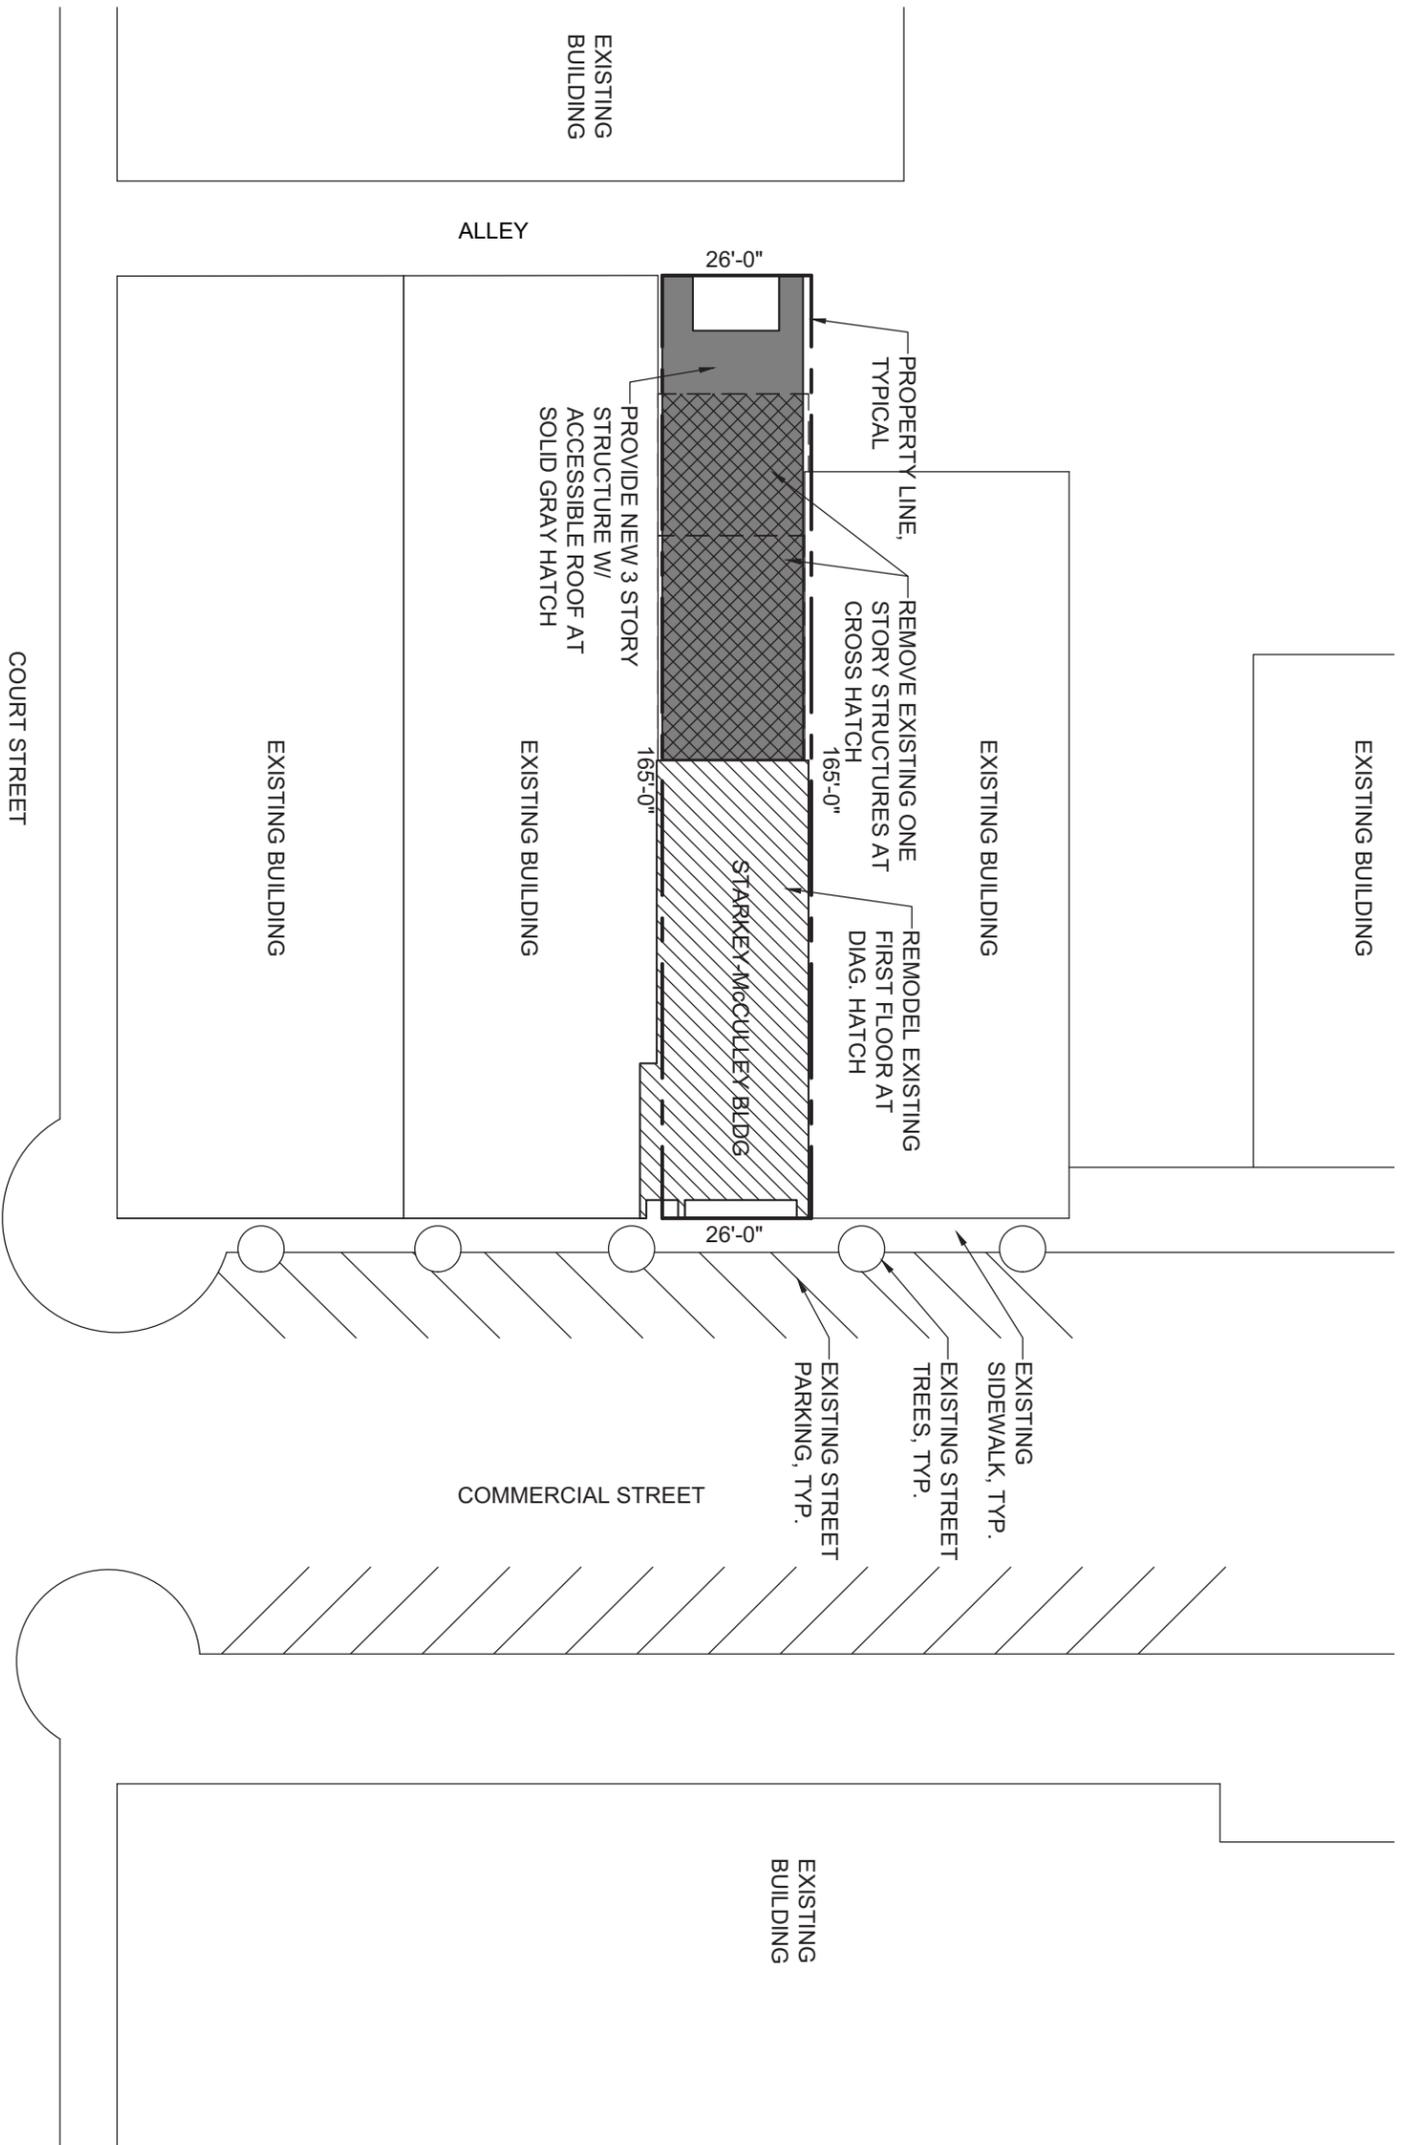 EXISTING
BUILDING
ALLEY
26'-0"
PROPERTY LINE,
TYPICAL
PROVIDE NEW 3 STORY
STRUCTURE W/
ACCESSIBLE ROOF AT
SOLID GRAY HATCH
REMOVE EXISTING ONE
STORY STRUCTURES AT
CROSS HATCH
165'-0"
165'-0"
COURT STREET
EXISTING BUILDING
EXISTING BUILDING
STARKEY-McCULLEY BLDG
EXISTING BUILDING
EXISTING BUILDING
REMODEL EXISTING
FIRST FLOOR AT
DIAG. HATCH
26'-0"
EXISTING
SIDEWALK, TYP.
EXISTING STREET
TREES, TYP.
EXISTING STREET
PARKING, TYP.
COMMERCIAL STREET
EXISTING
BUILDING